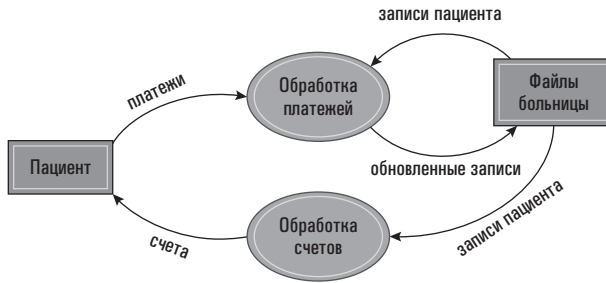 записи пациента
платежи
Обработка
платежей
Файлы
больницы
обновленные записи
Пациент
записи пациента
счета
Обработка
счетов